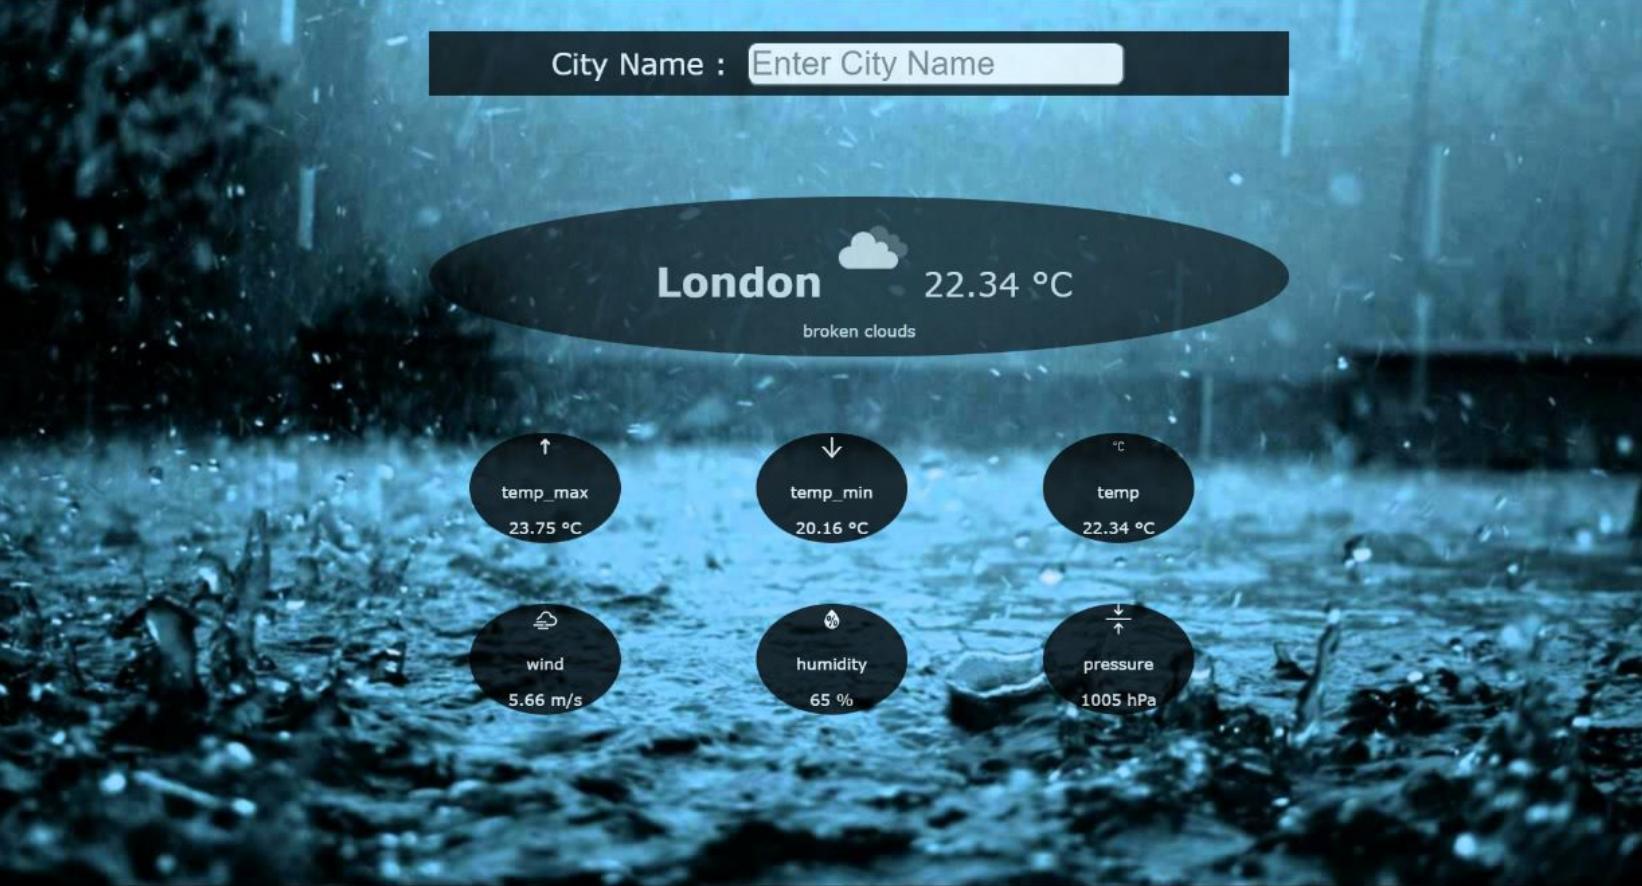 City Name : Enter City Name
London 22.34 °C
broken clouds
°C
temp_max temp_min temp
23.75 °C 20.16 °C 22.34 °C
%
wind humidity pressure
5.66 m/s 65 % 1005 hPa